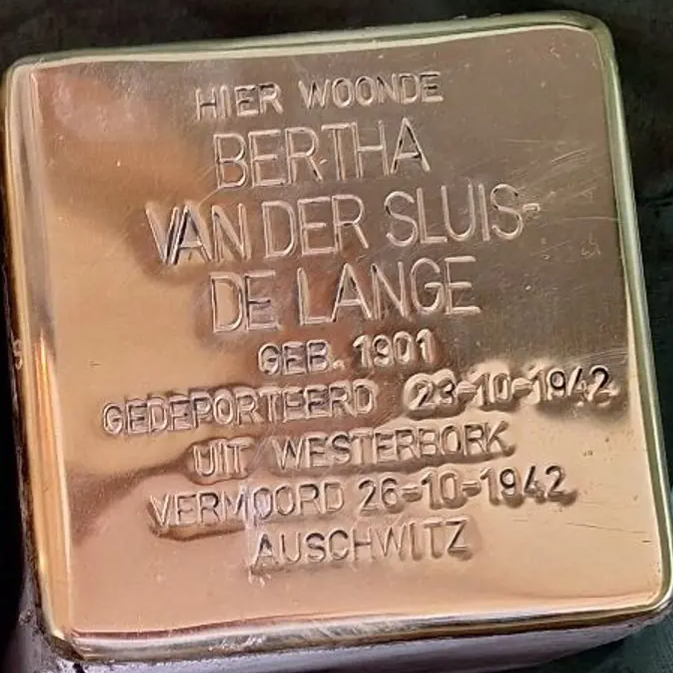 HIER WOONDE
BERTHA
VAN DER SLUIS-
DE LANGE
GEB. 1901
GEDEPORTEERD 23-10-1942
UIT WESTERBORK
VERMOORD 26-10-1942
AUSCHWITZ